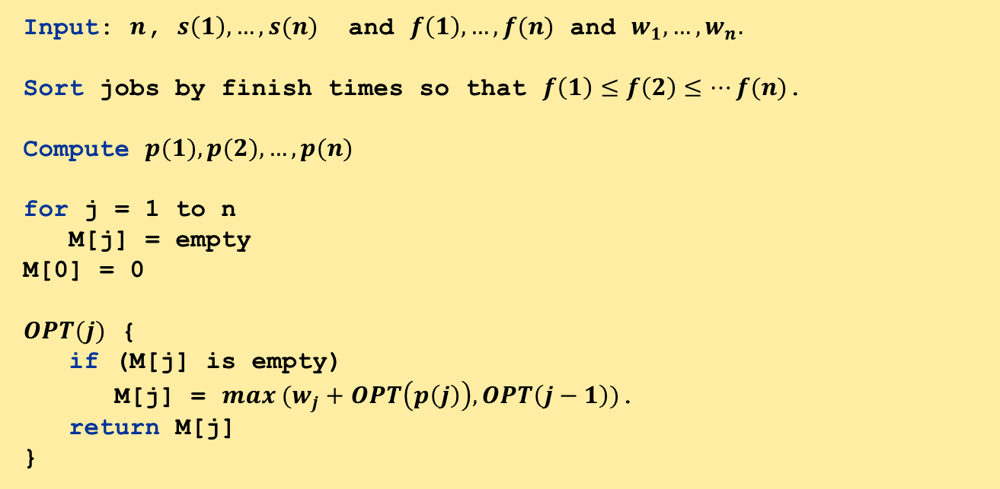 Input: n, s(1),…,s(n) and f(1),…,f(n) and w₁,…,wₙ.
Sort jobs by finish times so that f(1) ≤ f(2) ≤ ⋯ f(n).
Compute p(1),p(2),…,p(n)
for j = 1 to n
M[j] = empty
M[0] = 0
OPT(j) {
if (M[j] is empty)
M[j] = max (wⱼ + OPT(p(j)), OPT(j − 1)).
return M[j]
}